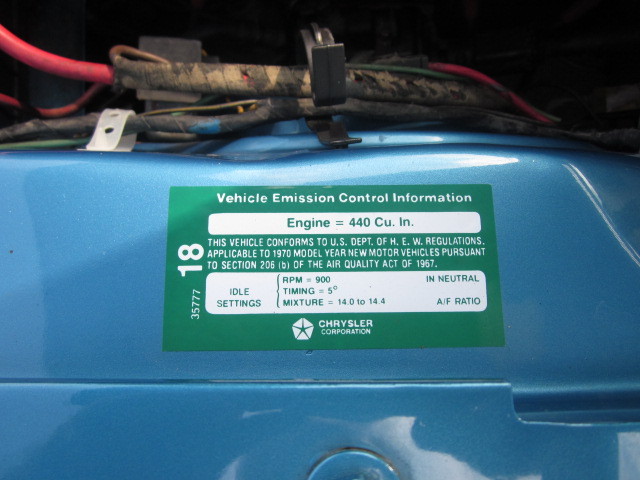 Vehicle Emission Control Information
Engine = 440 Cu. In.
18
35777
THIS VEHICLE CONFORMS TO U.S. DEPT. OF H. E. W. REGULATIONS.
APPLICABLE TO 1970 MODEL YEAR NEW MOTOR VEHICLES PURSUANT
TO SECTION 206 (b) OF THE AIR QUALITY ACT OF 1967.
IDLE
SETTINGS
RPM = 900 IN NEUTRAL
TIMING = 5°
MIXTURE = 14.0 to 14.4 A/F RATIO
CHRYSLER
CORPORATION